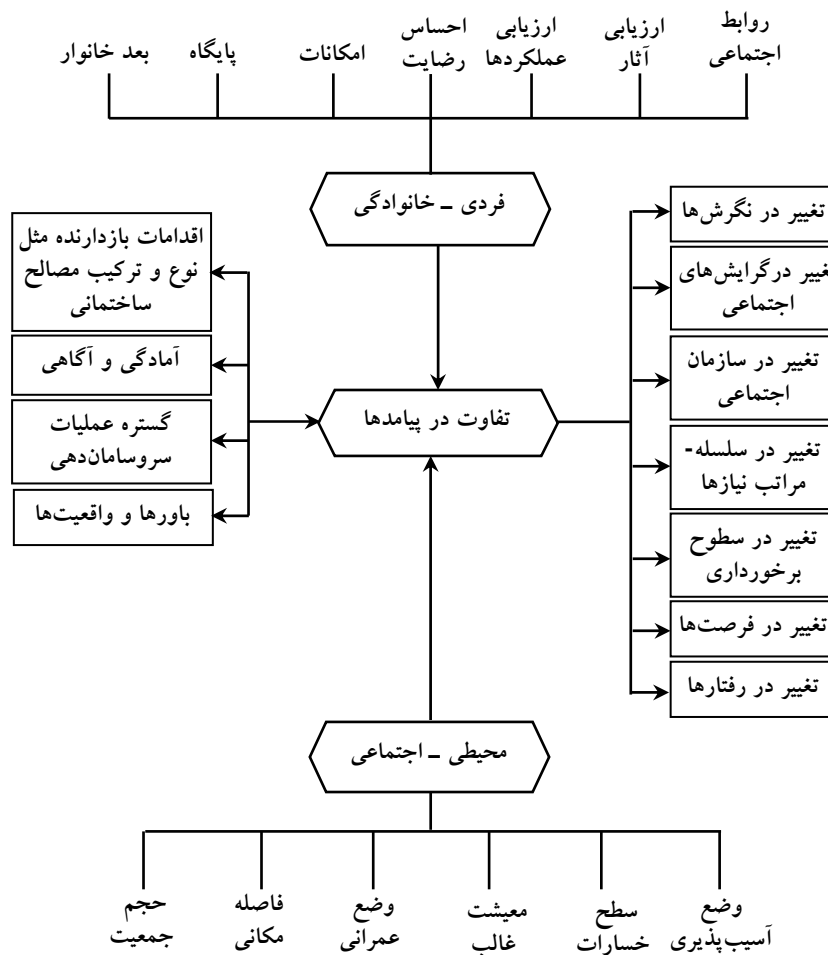 روابط
اجتماعی
ارزیابی
آثار
ارزیابی
عملکردها
احساس
رضایت
امکانات
پایگاه
بعد خانوار
فردی ـ خانوادگی
تغییر در نگرش‌ها
تغییر درگرایش‌های
اجتماعی
تغییر در سازمان
اجتماعی
تغییر در سلسله-
مراتب نیازها
تغییر در سطوح
برخورداری
تغییر در فرصت‌ها
تغییر در رفتارها
تفاوت در پیامدها
اقدامات بازدارنده مثل
نوع و ترکیب مصالح
ساختمانی
آمادگی و آگاهی
گستره عملیات
سروسامان‌دهی
باورها و واقعیت‌ها
محیطی ـ اجتماعی
وضع
آسیب‌پذیری
سطح
خسارات
معیشت
غالب
وضع
عمرانی
فاصله
مکانی
حجم
جمعیت